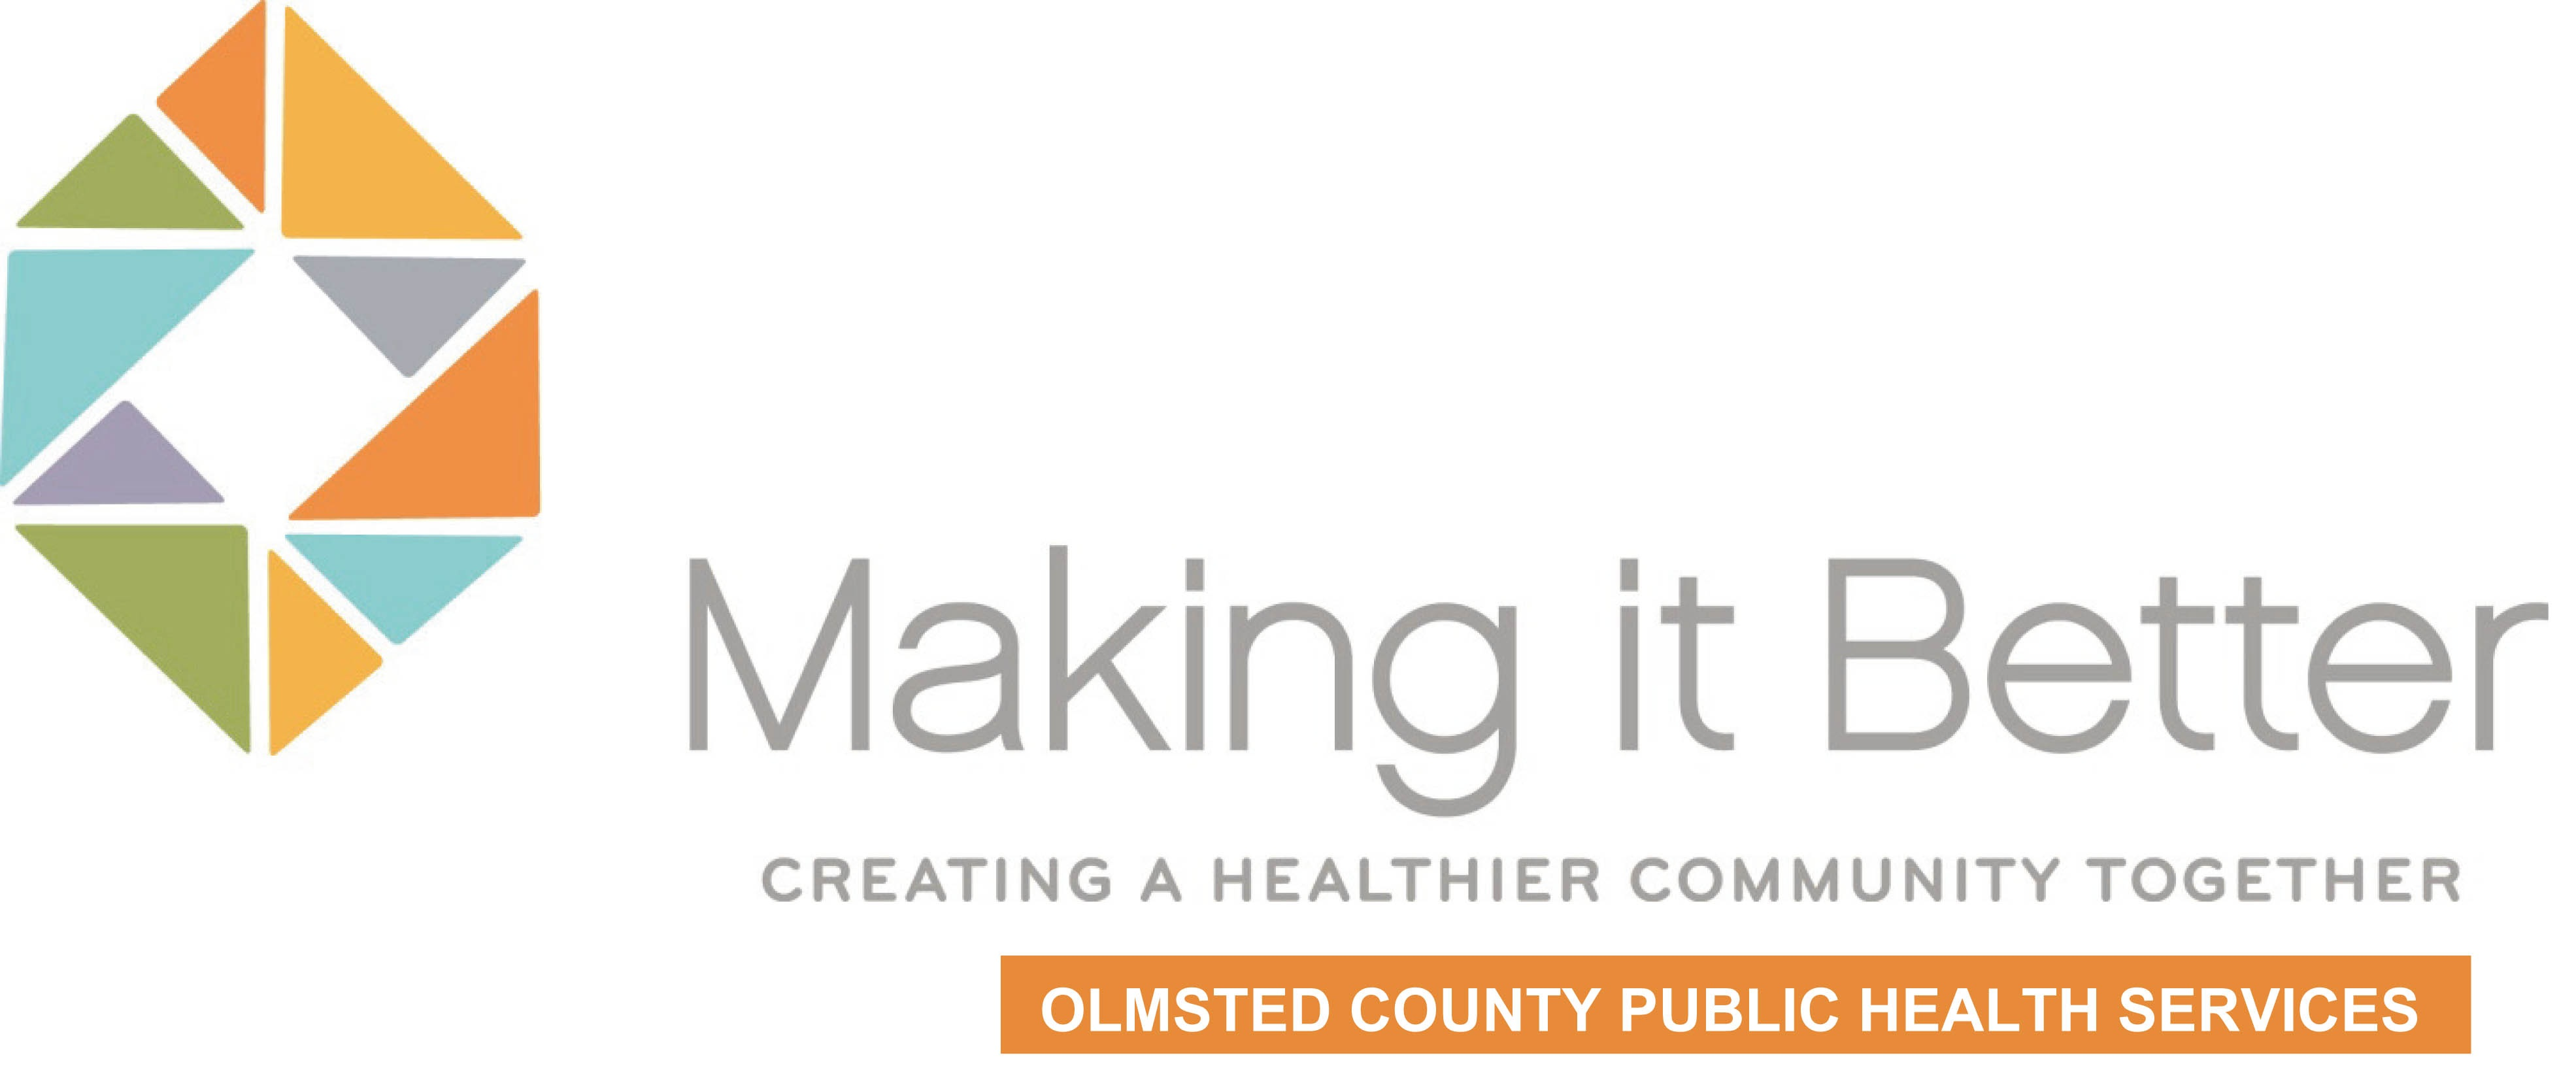 Making it Better
CREATING A HEALTHIER COMMUNITY TOGETHER
OLMSTED COUNTY PUBLIC HEALTH SERVICES